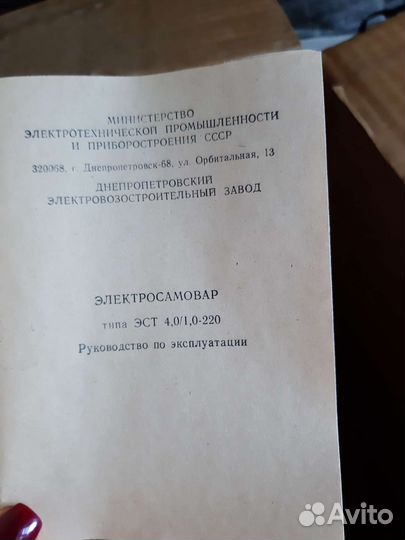 МИНИСТЕРСТВО
ЭЛЕКТРОТЕХНИЧЕСКОЙ ПРОМЫШЛЕННОСТИ
И ПРИБОРОСТРОЕНИЯ СССР
320068, г. Днепропетровск-68, ул. Орбитальная, 13
ДНЕПРОПЕТРОВСКИЙ
ЭЛЕКТРОВОЗОСТРОИТЕЛЬНЫЙ ЗАВОД
ЭЛЕКТРОСАМОВАР
типа ЭСТ 4,0/1,0-220
Руководство по эксплуатации
Avito